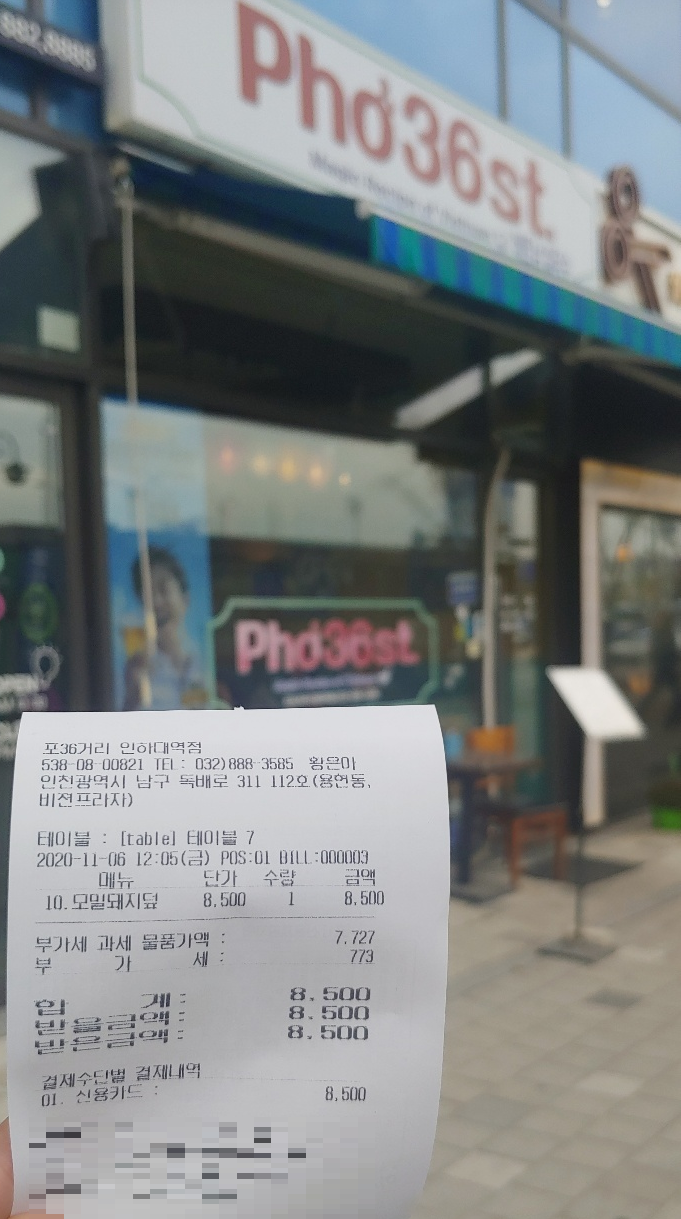 882.8885
Phở36st.
Phở36st.
OPEN
포36거리 인하대역점
538-08-00821 TEL: 032)888-3585 황은아
인천광역시 남구 독배로 311 112호(용현동,
비전프라자)
테이블 : [table] 테이블 7
2020-11-06 12:05(금) POS:01 BILL:000003
메뉴 단가 수량 금액
10.모밀돼지덮 8,500 1 8,500
부가세 과세 물품가액 : 7,727
부 가 세 : 773
합 계 : 8,500
받을금액 : 8,500
받은금액 : 8,500
결제수단별 결제내역
01. 신용카드 : 8,500